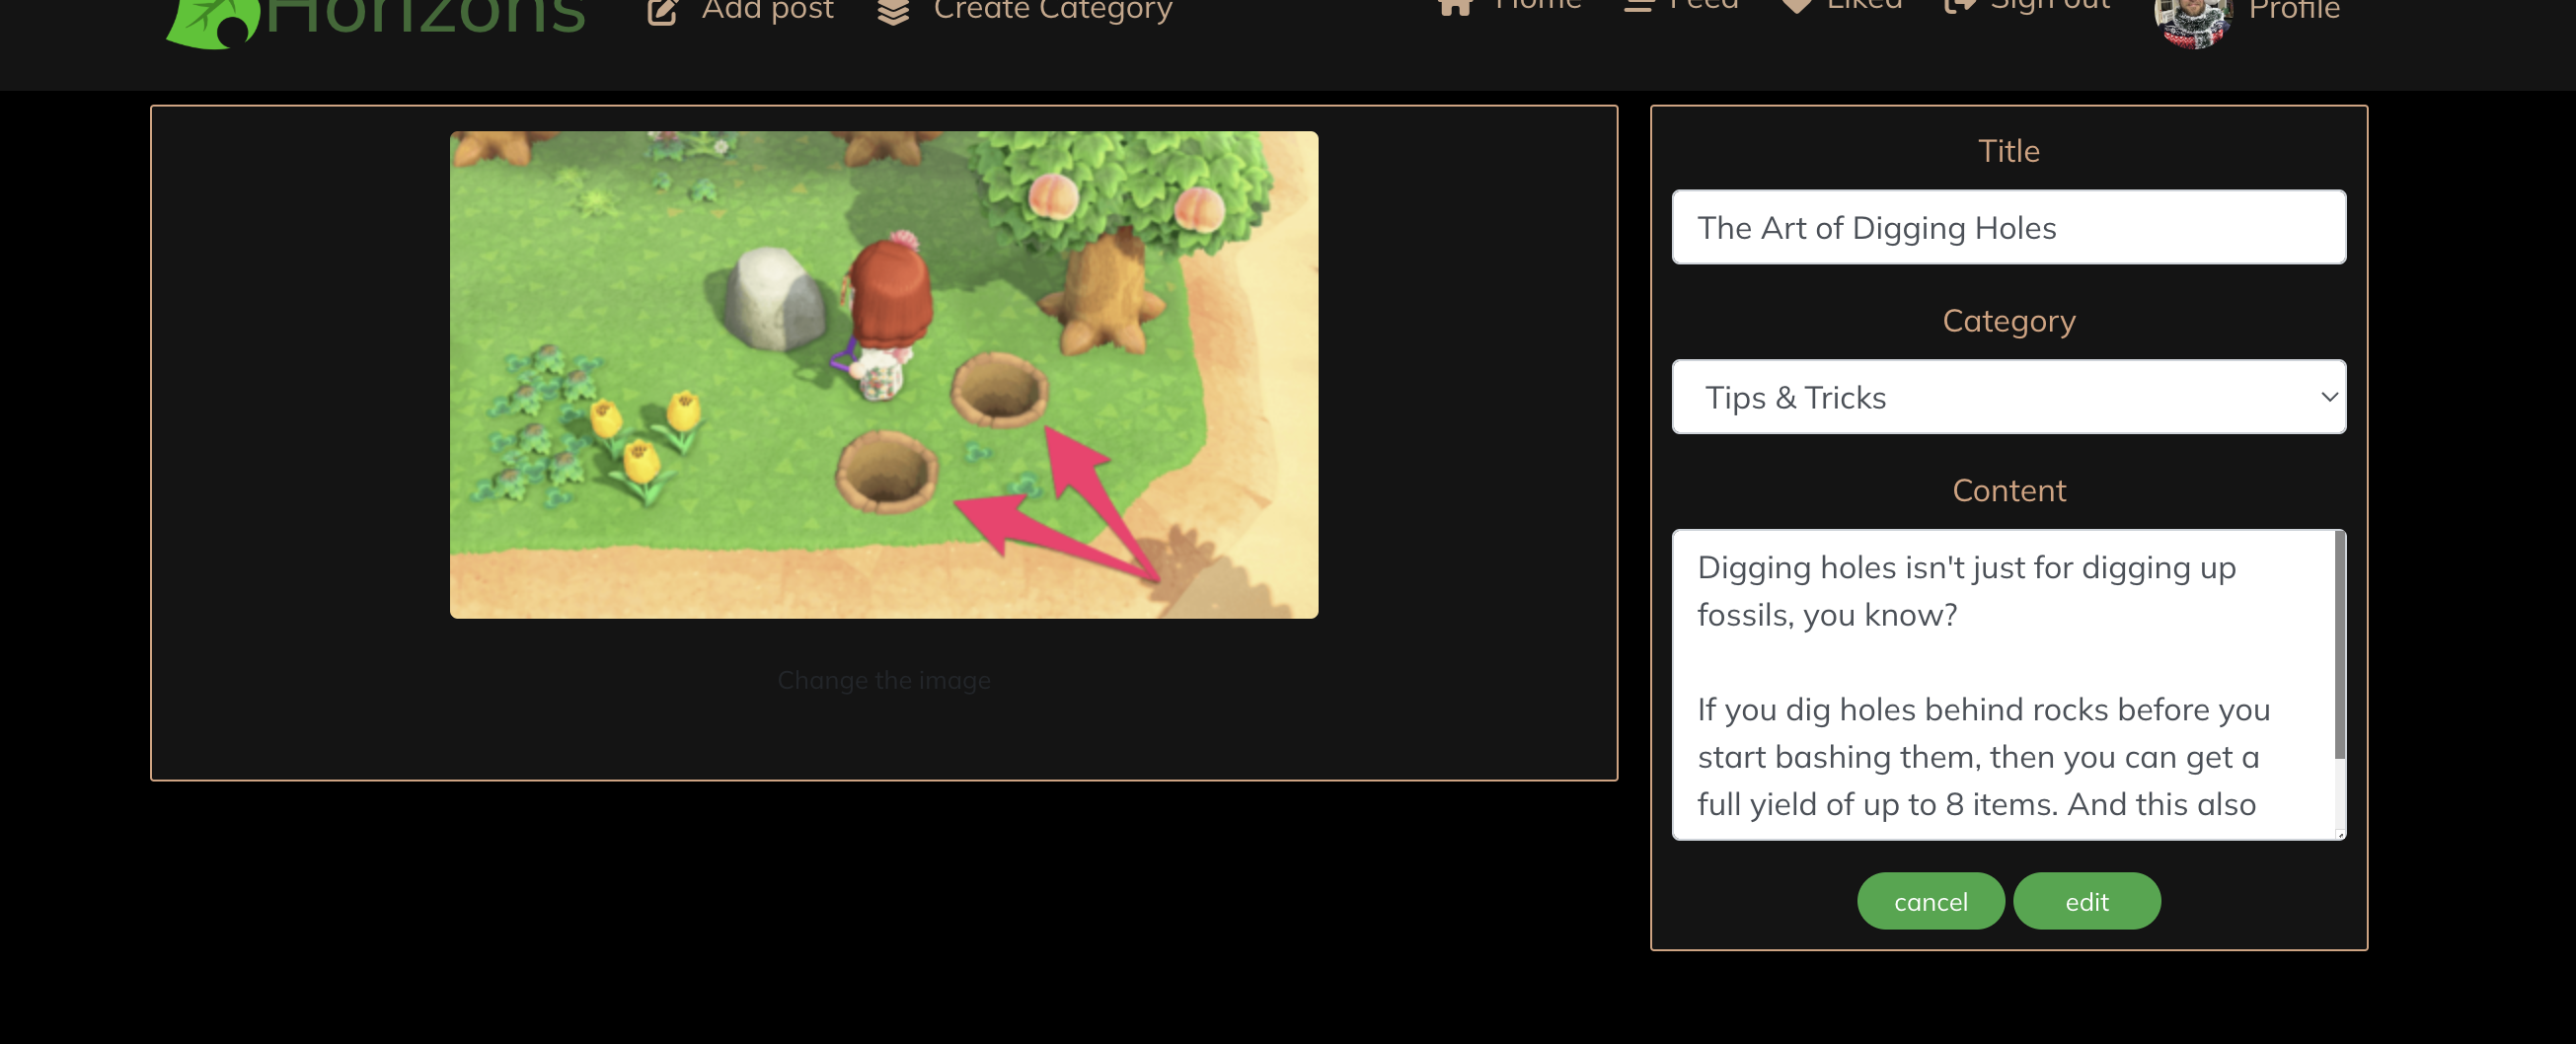 Horizons
Add post
Create Category
Home
Feed
Liked
Sign out
Profile
Title
The Art of Digging Holes
Category
Tips & Tricks
Content
Digging holes isn't just for digging up
fossils, you know?
If you dig holes behind rocks before you
start bashing them, then you can get a
full yield of up to 8 items. And this also
Change the image
cancel
edit